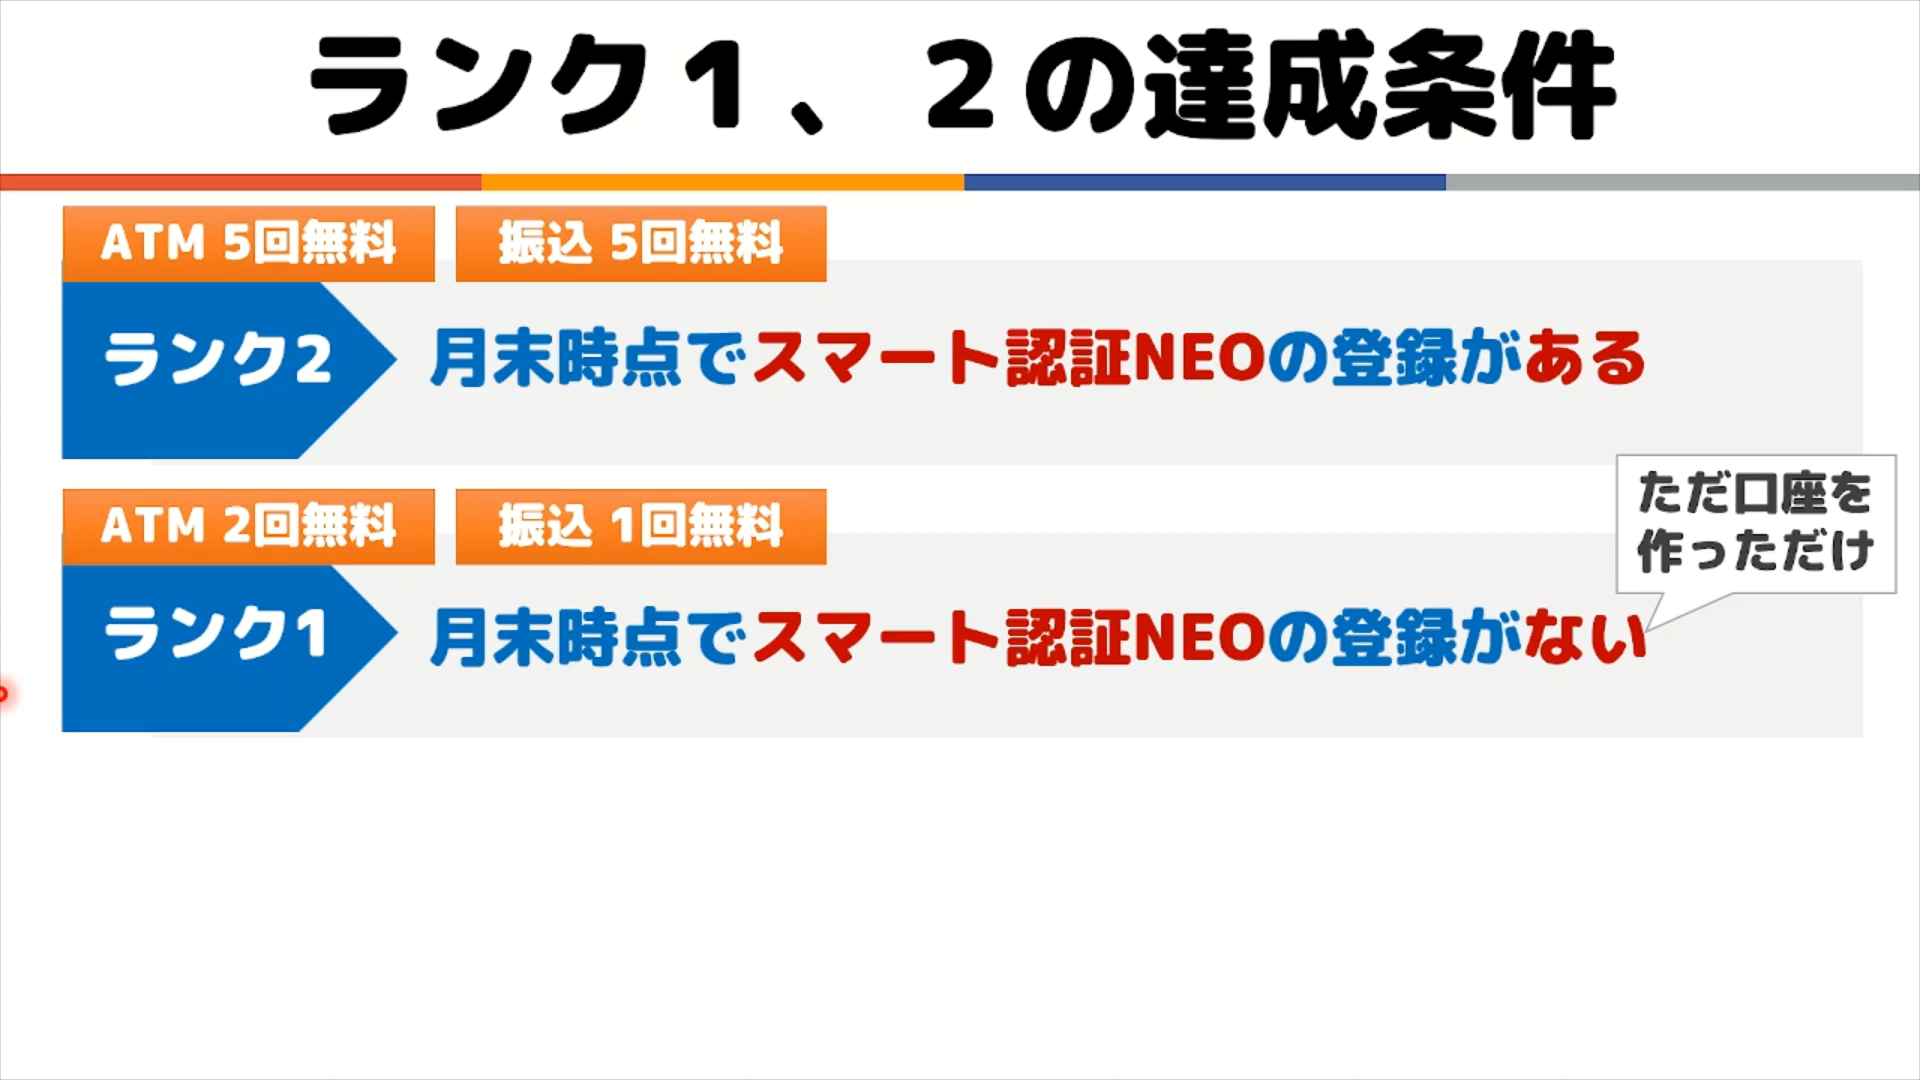 ランク１、２の達成条件
ATM 5回無料
振込 5回無料
ランク2
月末時点でスマート認証NEOの登録がある
ATM 2回無料
振込 1回無料
ただ口座を
作っただけ
ランク1
月末時点でスマート認証NEOの登録がない